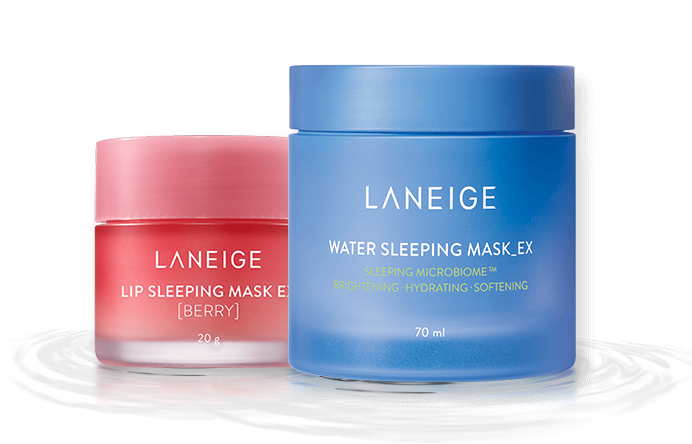 LANEIGE
LIP SLEEPING MASK EX
[BERRY]
20 g
LANEIGE
WATER SLEEPING MASK_EX
SLEEPING MICROBIOME™
BRIGHTENING·HYDRATING·SOFTENING
70 ml